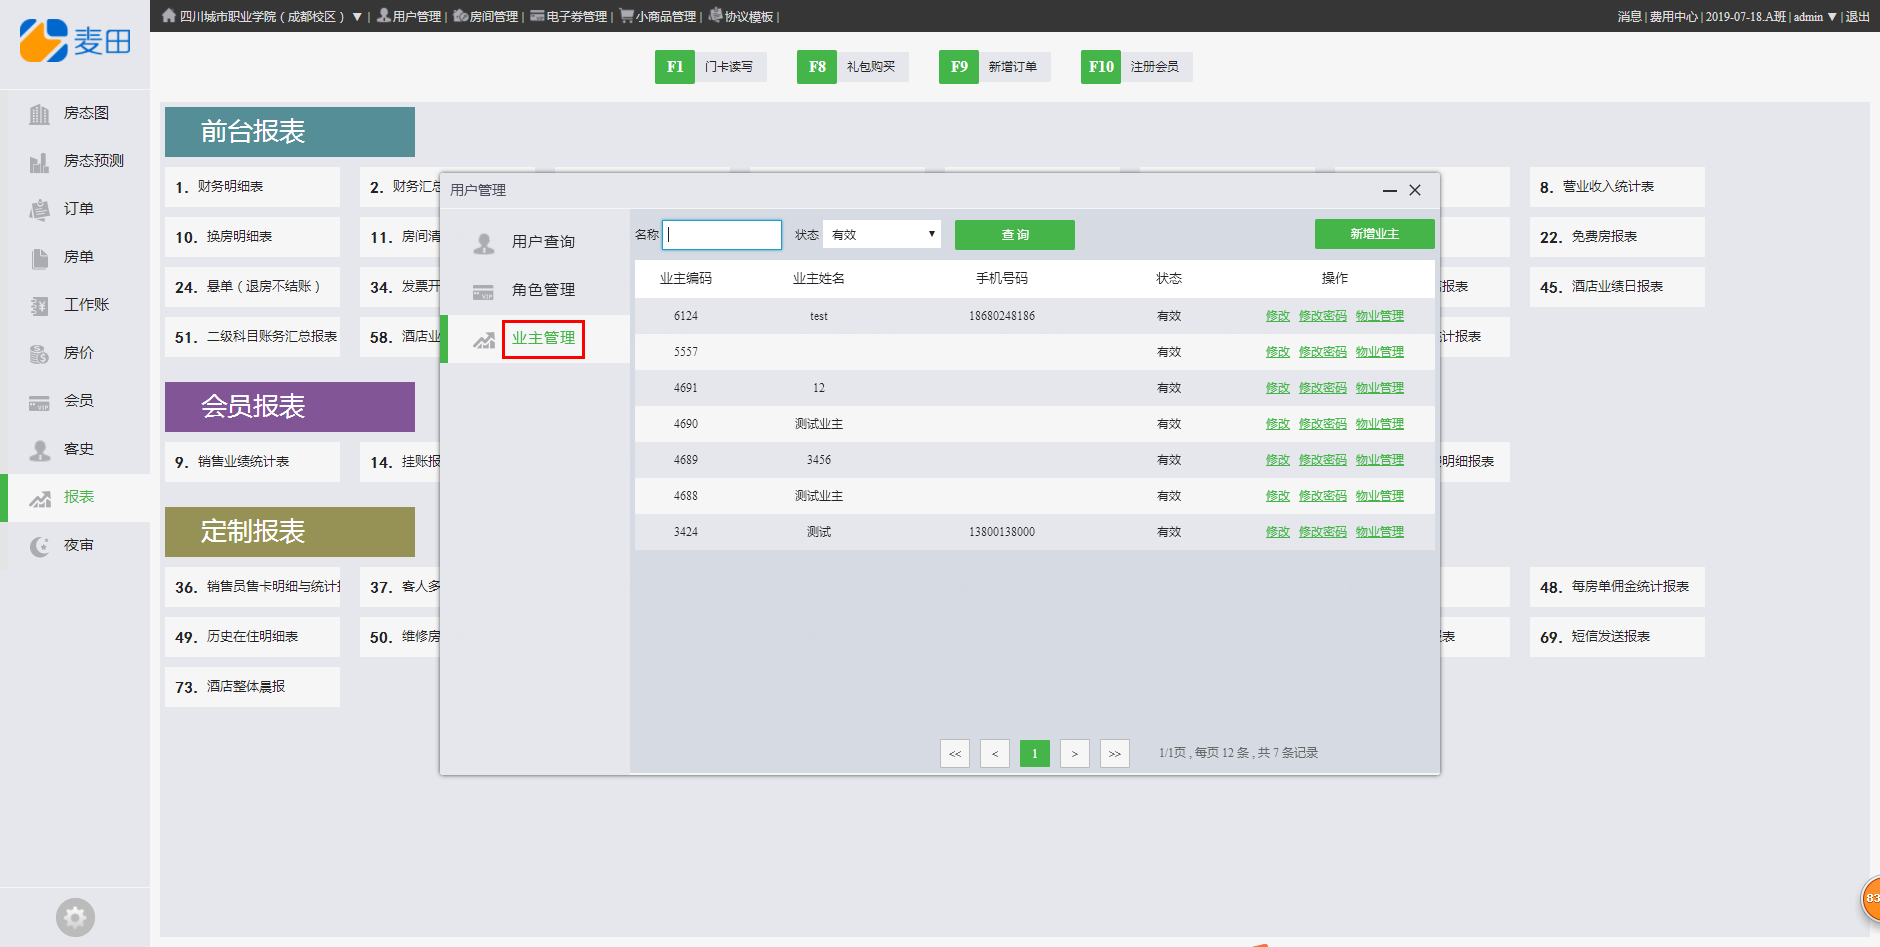 四川城市职业学院（成都校区） ▼ | 用户管理 | 房间管理 | 电子券管理 | 小商品管理 | 协议模板 |
消息 | 费用中心 | 2019-07-18.A班 | admin ▼ | 退出
麦田
F1 门卡读写 F8 礼包购买 F9 新增订单 F10 注册会员
房态图
房态预测
订单
房单
工作账
房价
会员
客史
报表
夜审
前台报表
1. 财务明细表
2. 财务汇总
8. 营业收入统计表
10. 换房明细表
11. 房间清
22. 免费房报表
24. 悬单（退房不结账）
34. 发票开
报表
45. 酒店业绩日报表
51. 二级科目账务汇总报表
58. 酒店业
计报表
会员报表
9. 销售业绩统计表
14. 挂账报
明细报表
定制报表
36. 销售员售卡明细与统计
37. 客人多
48. 每房单佣金统计报表
49. 历史在住明细表
50. 维修房
表
69. 短信发送报表
73. 酒店整体晨报
用户管理
用户查询
角色管理
业主管理
名称 状态 有效 ▼ 查询 新增业主
业主编码 业主姓名 手机号码 状态 操作
6124 test 18680248186 有效 修改 修改密码 物业管理
5557 有效 修改 修改密码 物业管理
4691 12 有效 修改 修改密码 物业管理
4690 测试业主 有效 修改 修改密码 物业管理
4689 3456 有效 修改 修改密码 物业管理
4688 测试业主 有效 修改 修改密码 物业管理
3424 测试 13800138000 有效 修改 修改密码 物业管理
<< < 1 > >> 1/1页 , 每页 12 条 , 共 7 条记录
83